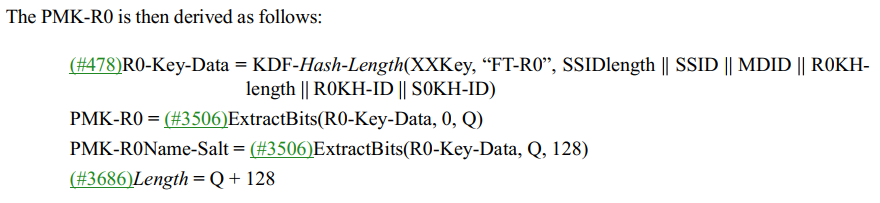 The PMK-R0 is then derived as follows:
(#478)R0-Key-Data = KDF-Hash-Length(XXKey, “FT-R0”, SSIDlength || SSID || MDID || R0KH-
length || R0KH-ID || S0KH-ID)
PMK-R0 = (#3506)ExtractBits(R0-Key-Data, 0, Q)
PMK-R0Name-Salt = (#3506)ExtractBits(R0-Key-Data, Q, 128)
(#3686)Length = Q + 128